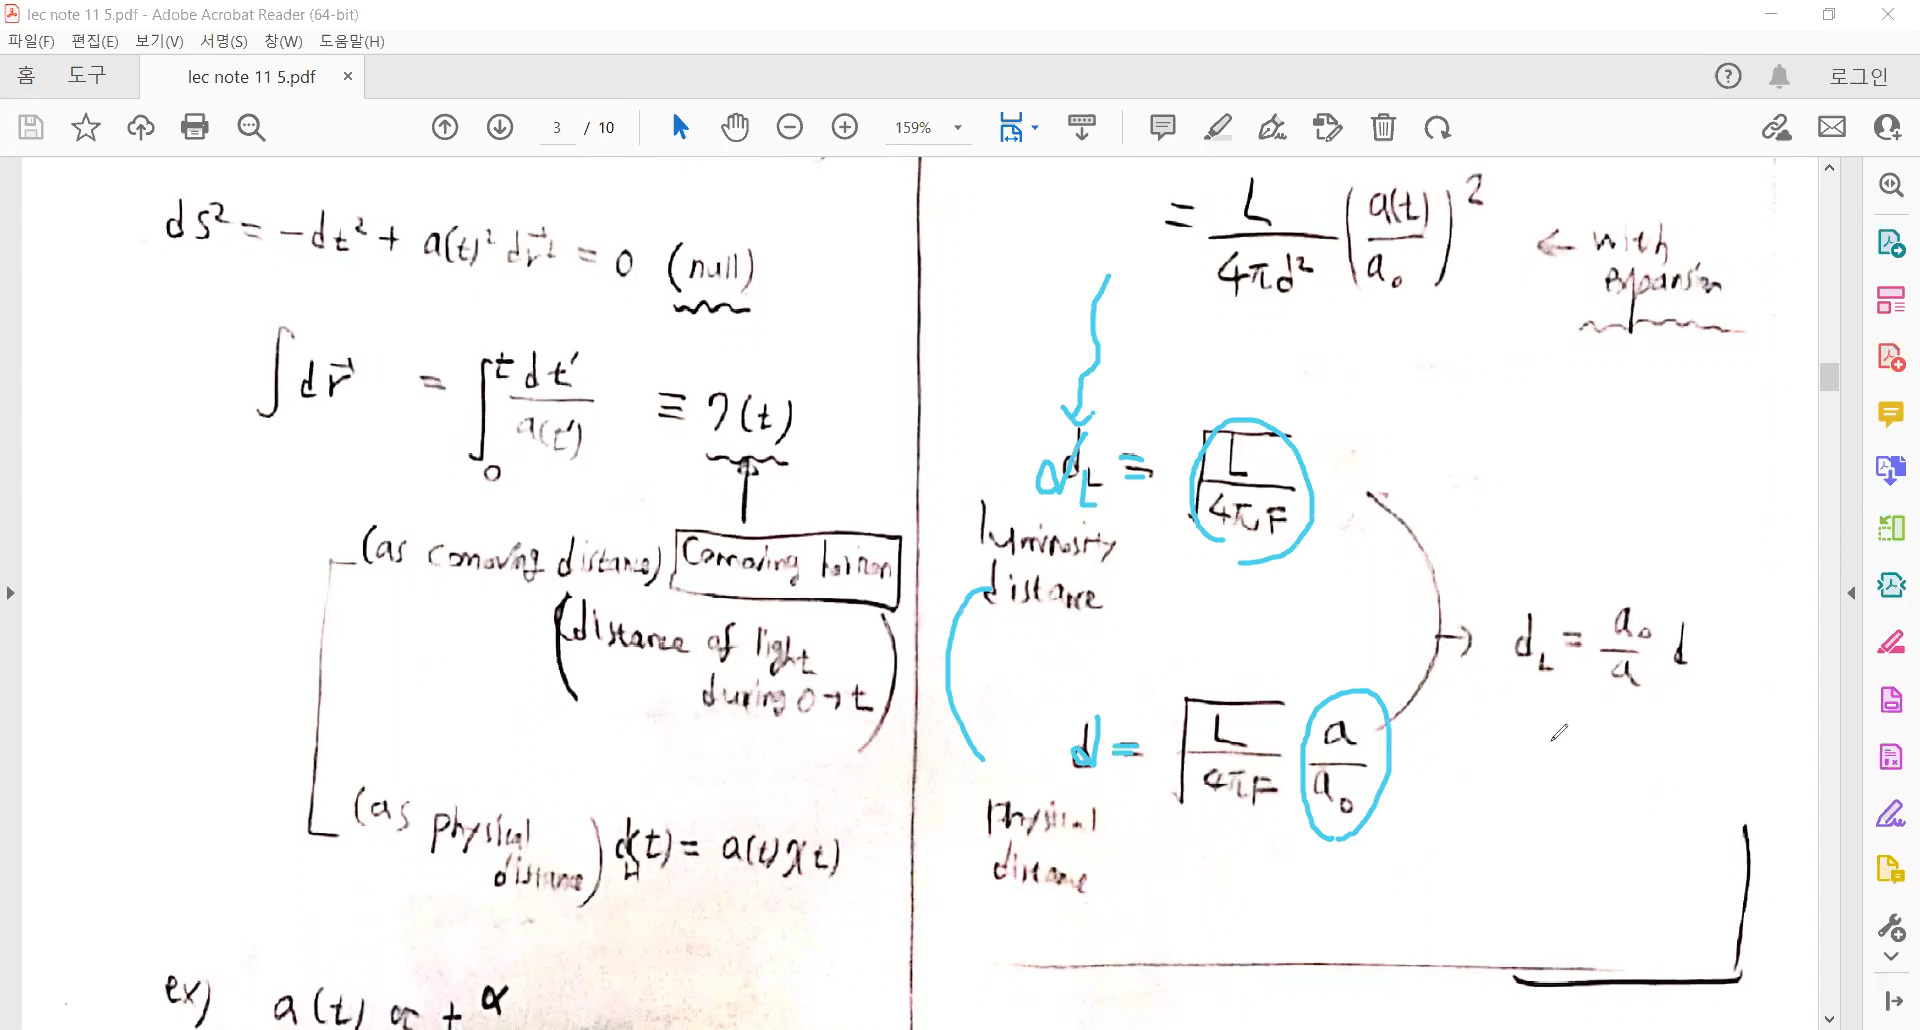 lec note 11 5.pdf - Adobe Acrobat Reader (64-bit)
파일(F) 편집(E) 보기(V) 서명(S) 창(W) 도움말(H)
홈 도구 lec note 11 5.pdf × 로그인
3 / 10 159%
ds² = -dt² + a(t)² dr⃗² = 0 (null)
∫dr⃗ = ∫₀ᵗ dt'/a(t') ≡ η(t)
(as comoving distance) Comoving horizon
(distance of light
during 0→t)
(as physical
distance) d_H(t) = a(t) η(t)
ex) a(t) ∝ t^α
= L/4πd² (a(t)/a₀)² ← with
expansion
d_L = √(L/4πF)
luminosity
distance
→ d_L = a₀/a d
d = √(L/4πF) a/a₀
Physical
distance